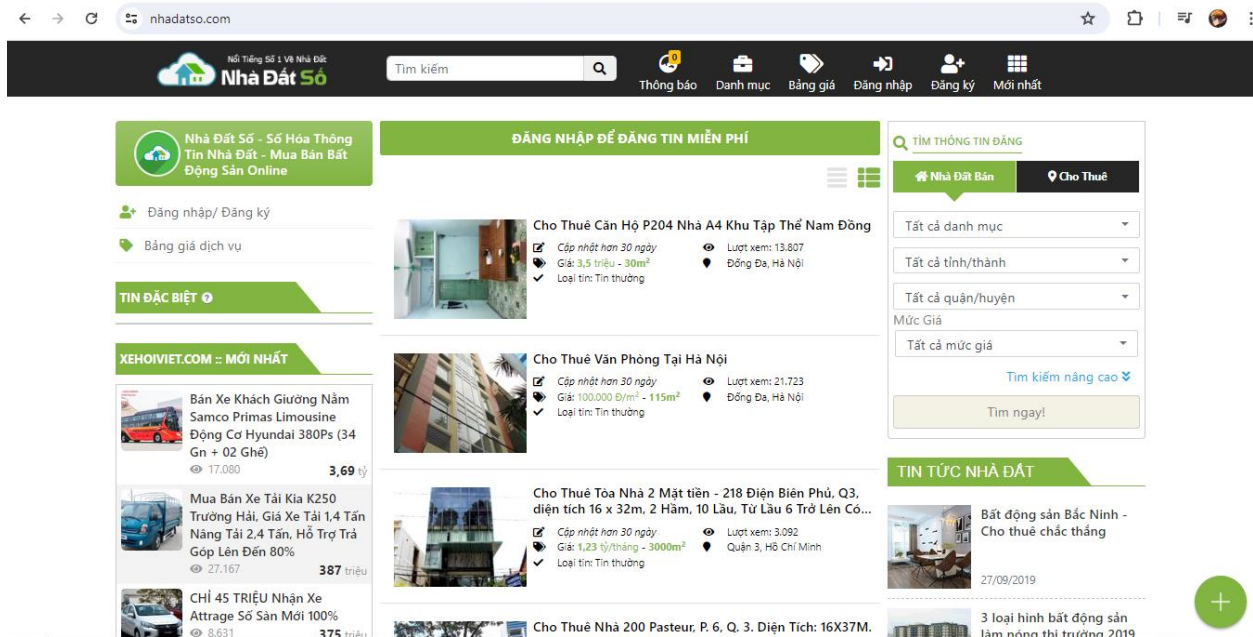 nhadatso.com
Nổi Tiếng Số 1 Về Nhà Đất
Nhà Đất Số
Tìm kiếm
0
Thông báo
Danh mục
Bảng giá
Đăng nhập
Đăng ký
Mới nhất
Nhà Đất Số - Số Hóa Thông
Tin Nhà Đất - Mua Bán Bất
Động Sản Online
Đăng nhập/ Đăng ký
Bảng giá dịch vụ
TIN ĐẶC BIỆT
XEHOIVIET.COM :: MỚI NHẤT
Bán Xe Khách Giường Nằm
Samco Primas Limousine
Động Cơ Hyundai 380Ps (34
Gn + 02 Ghế)
17.080 3,69 tỷ
Mua Bán Xe Tải Kia K250
Trường Hải, Giá Xe Tải 1,4 Tấn
Nâng Tải 2,4 Tấn, Hỗ Trợ Trả
Góp Lên Đến 80%
27.167 387 triệu
CHỈ 45 TRIỆU Nhận Xe
Attrage Số Sàn Mới 100%
8.631 375 triệu
ĐĂNG NHẬP ĐỂ ĐĂNG TIN MIỄN PHÍ
Cho Thuê Căn Hộ P204 Nhà A4 Khu Tập Thể Nam Đồng
Cập nhật hơn 30 ngày Lượt xem: 13.807
Giá: 3,5 triệu - 30m² Đống Đa, Hà Nội
Loại tin: Tin thường
Cho Thuê Văn Phòng Tại Hà Nội
Cập nhật hơn 30 ngày Lượt xem: 21.723
Giá: 100.000 Đ/m² - 115m² Đống Đa, Hà Nội
Loại tin: Tin thường
Cho Thuê Tòa Nhà 2 Mặt tiền - 218 Điện Biên Phủ, Q3,
diện tích 16 x 32m, 2 Hầm, 10 Lầu, Từ Lầu 6 Trở Lên Có...
Cập nhật hơn 30 ngày Lượt xem: 3.092
Giá: 1,23 tỷ/tháng - 3000m² Quận 3, Hồ Chí Minh
Loại tin: Tin thường
Cho Thuê Nhà 200 Pasteur, P. 6, Q. 3. Diện Tích: 16X37M.
TÌM THÔNG TIN ĐĂNG
Nhà Đất Bán
Cho Thuê
Tất cả danh mục
Tất cả tỉnh/thành
Tất cả quận/huyện
Mức Giá
Tất cả mức giá
Tìm kiếm nâng cao
Tìm ngay!
TIN TỨC NHÀ ĐẤT
Bất động sản Bắc Ninh -
Cho thuê chắc thắng
27/09/2019
3 loại hình bất động sản
làm nóng thị trường 2019